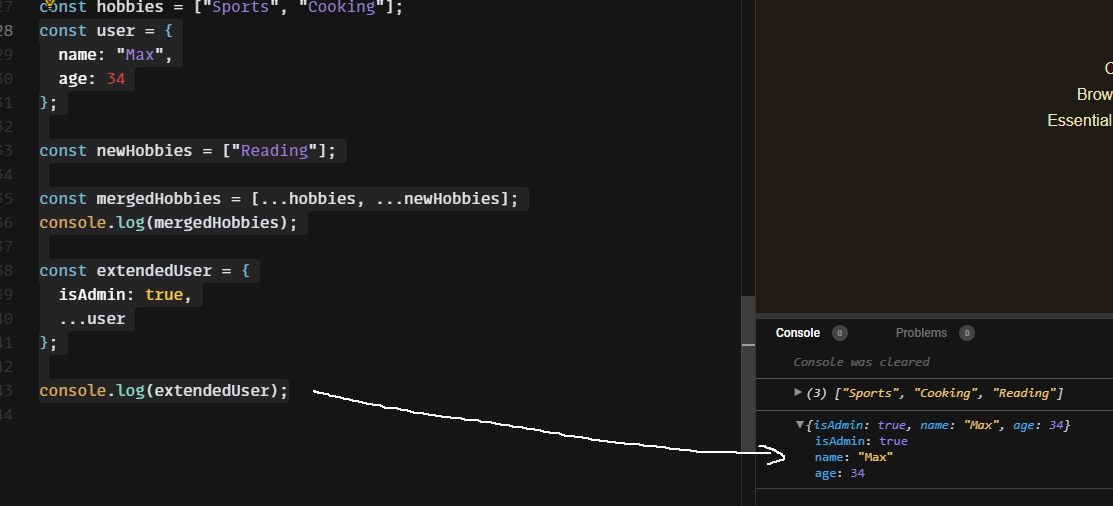 27 const hobbies = ["Sports", "Cooking"];
28 const user = {
29 name: "Max",
30 age: 34
31 };
32
33 const newHobbies = ["Reading"];
34
35 const mergedHobbies = [...hobbies, ...newHobbies];
36 console.log(mergedHobbies);
37
38 const extendedUser = {
39 isAdmin: true,
40 ...user
41 };
42
43 console.log(extendedUser);
44
Brow
Essential
Console 0 Problems 0
Console was cleared
(3) ["Sports", "Cooking", "Reading"]
{isAdmin: true, name: "Max", age: 34}
isAdmin: true
name: "Max"
age: 34